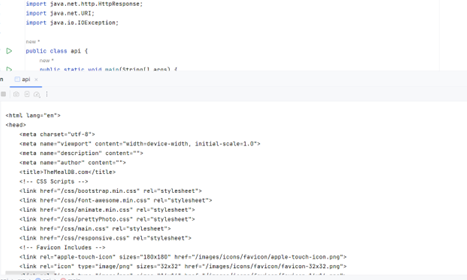 import java.net.http.HttpResponse;
import java.net.URI;
import java.io.IOException;
new *
public class api {
new *
public static void main(String[] args) {
api ×
<html lang="en">
<head>
<meta charset="utf-8">
<meta name="viewport" content="width=device-width, initial-scale=1.0">
<meta name="description" content="">
<meta name="author" content="">
<title>TheMealDB.com</title>
<!-- CSS Scripts -->
<link href="/css/bootstrap.min.css" rel="stylesheet">
<link href="/css/font-awesome.min.css" rel="stylesheet">
<link href="/css/animate.min.css" rel="stylesheet">
<link href="/css/prettyPhoto.css" rel="stylesheet">
<link href="/css/main.css" rel="stylesheet">
<link href="/css/responsive.css" rel="stylesheet">
<!-- Favicon Includes -->
<link rel="apple-touch-icon" sizes="180x180" href="/images/icons/favicon/apple-touch-icon.png">
<link rel="icon" type="image/png" sizes="32x32" href="/images/icons/favicon/favicon-32x32.png">